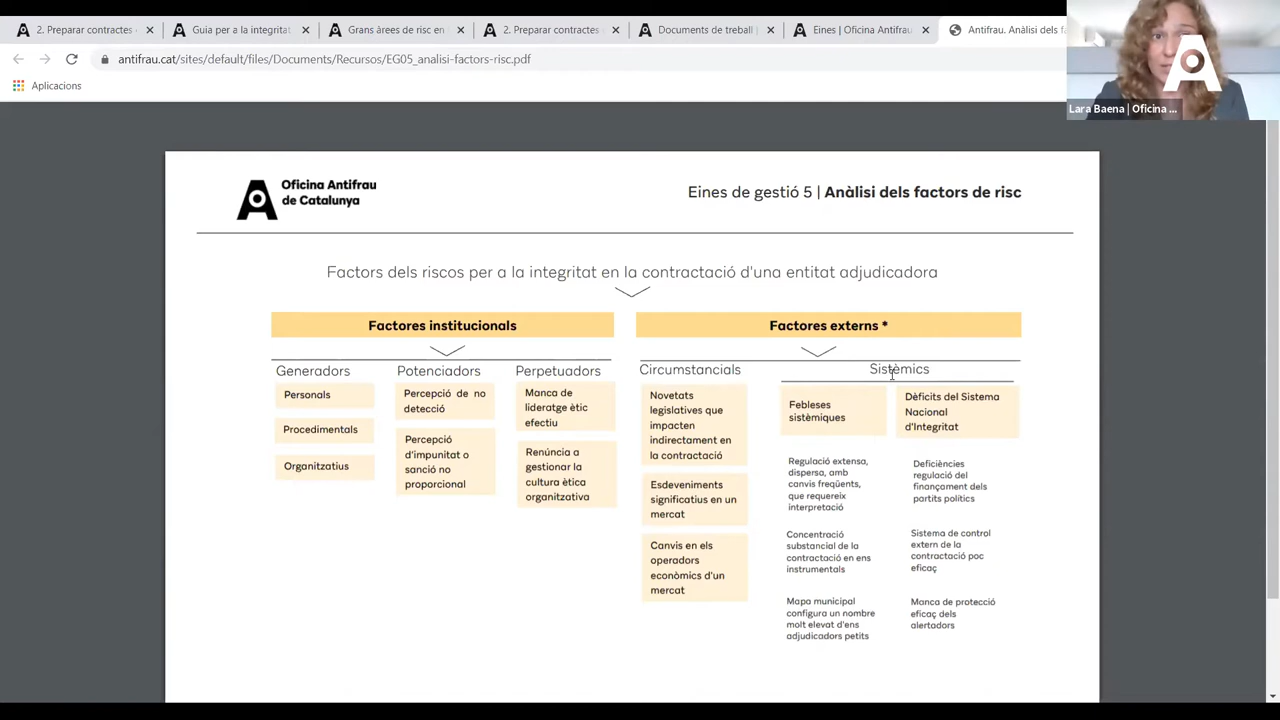 2. Preparar contractes
Guia per a la integritat
Grans àrees de risc en
2. Preparar contractes
Documents de treball
Eines | Oficina Antifrau
Antifrau. Anàlisi dels fa
antifrau.cat/sites/default/files/Documents/Recursos/EG05_analisi-factors-risc.pdf
Aplicacions
Lara Baena | Oficina ...
Oficina Antifrau
de Catalunya
Eines de gestió 5 | Anàlisi dels factors de risc
Factors dels riscos per a la integritat en la contractació d'una entitat adjudicadora
Factores institucionals
Generadors
Personals
Procedimentals
Organitzatius
Potenciadors
Percepció de no
detecció
Percepció
d'impunitat o
sanció no
proporcional
Perpetuadors
Manca de
lideratge ètic
efectiu
Renúncia a
gestionar la
cultura ètica
organitzativa
Factores externs *
Circumstancials
Novetats
legislatives que
impacten
indirectament en
la contractació
Esdeveniments
significatius en un
mercat
Canvis en els
operadors
econòmics d'un
mercat
Sistèmics
Febleses
sistèmiques
Regulació extensa,
dispersa, amb
canvis freqüents,
que requereix
interpretació
Concentració
substancial de la
contractació en ens
instrumentals
Mapa municipal
configura un nombre
molt elevat d'ens
adjudicadors petits
Dèficits del Sistema
Nacional
d'Integritat
Deficiències
regulació del
finançament dels
partits polítics
Sistema de control
extern de la
contractació poc
eficaç
Manca de protecció
eficaç dels
alertadors